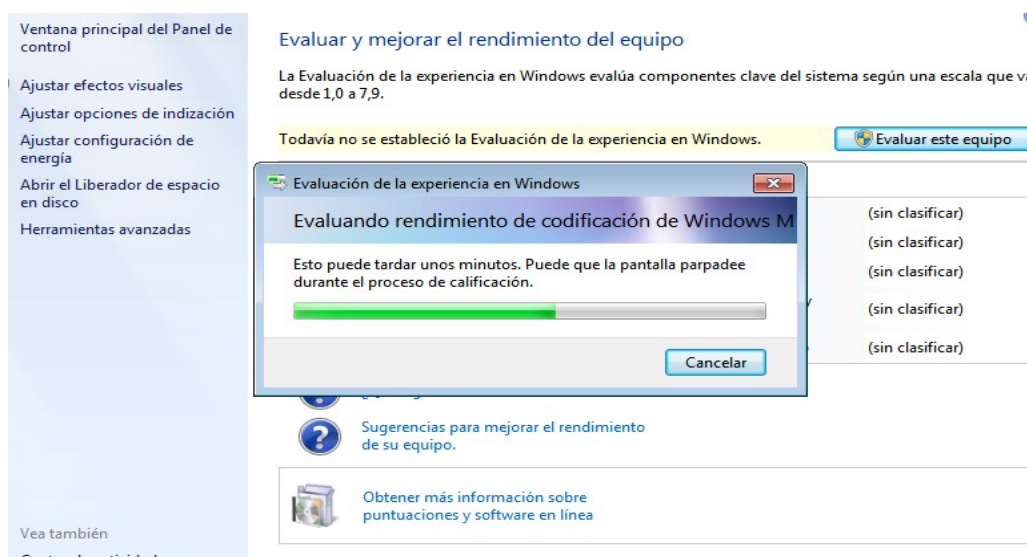 Ventana principal del Panel de
control
Ajustar efectos visuales
Ajustar opciones de indización
Ajustar configuración de
energía
Abrir el Liberador de espacio
en disco
Herramientas avanzadas
Vea también
Evaluar y mejorar el rendimiento del equipo
La Evaluación de la experiencia en Windows evalúa componentes clave del sistema según una escala que
desde 1,0 a 7,9.
Todavía no se estableció la Evaluación de la experiencia en Windows.
Evaluar este equipo
Evaluación de la experiencia en Windows
Evaluando rendimiento de codificación de Windows M
Esto puede tardar unos minutos. Puede que la pantalla parpadee
durante el proceso de calificación.
Cancelar
(sin clasificar)
(sin clasificar)
(sin clasificar)
(sin clasificar)
(sin clasificar)
Sugerencias para mejorar el rendimiento
de su equipo.
Obtener más información sobre
puntuaciones y software en línea